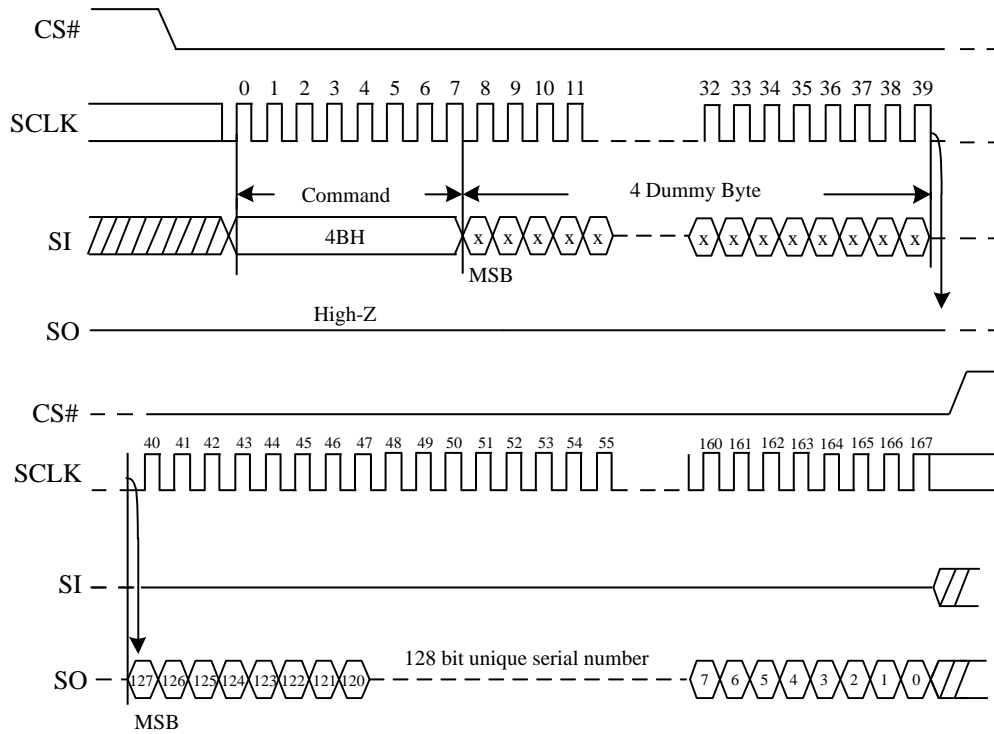 CS#
0 1 2 3 4 5 6 7 8 9 10 11 32 33 34 35 36 37 38 39
SCLK
Command 4 Dummy Byte
SI 4BH x x x x x x x x x x x x x
MSB
High-Z
SO
CS#
40 41 42 43 44 45 46 47 48 49 50 51 52 53 54 55 160 161 162 163 164 165 166 167
SCLK
SI
128 bit unique serial number
SO 127 126 125 124 123 122 121 120 7 6 5 4 3 2 1 0
MSB